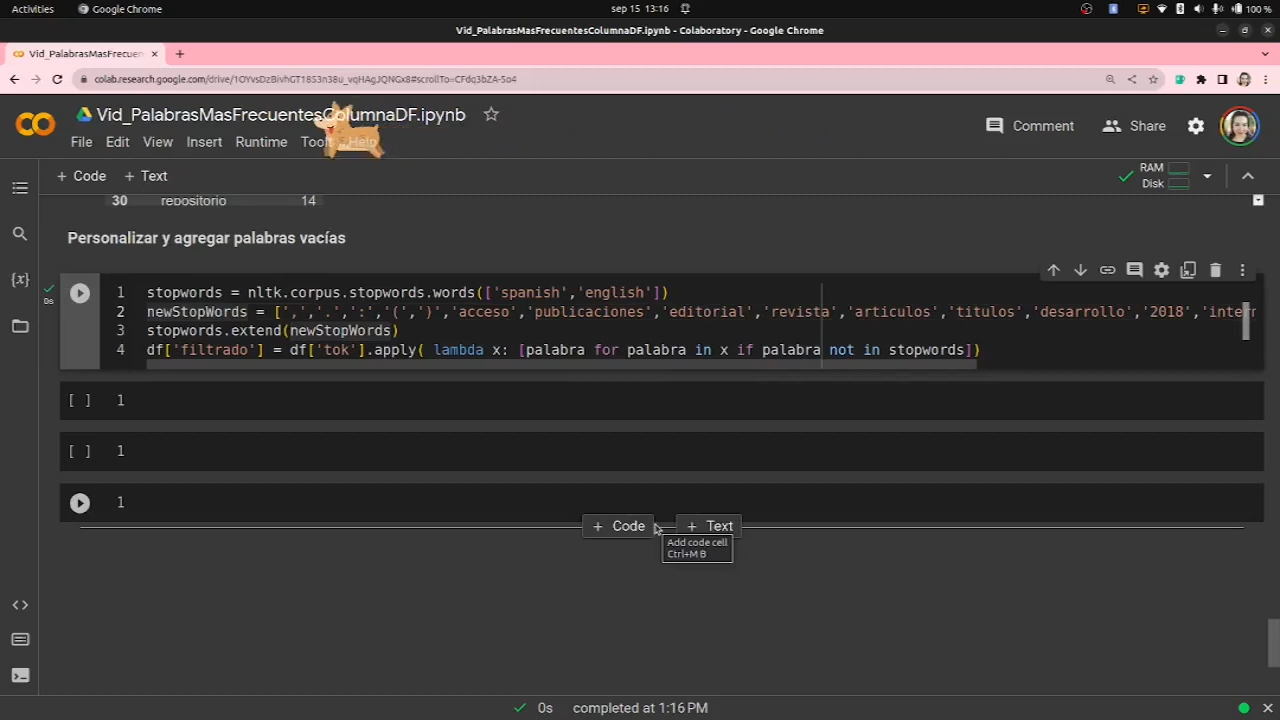 Activities
Google Chrome
sep 15 13:16
100 %
Vid_PalabrasMasFrecuentesColumnaDF.ipynb - Colaboratory - Google Chrome
Vid_PalabrasMasFrecuen
colab.research.google.com/drive/1OYvsDzBivhGT1853n38u_vqHAgJQNGx8#scrollTo=CFdq3bZA-5o4
Vid_PalabrasMasFrecuentesColumnaDF.ipynb
Comment
Share
File Edit View Insert Runtime Tools Help
+ Code + Text
RAM
Disk
30 repositorio 14
Personalizar y agregar palabras vacías
{x}
0s
1 stopwords = nltk.corpus.stopwords.words(['spanish','english'])
2 newStopWords = [',','.',':','(',')','acceso','publicaciones','editorial','revista','articulos','titulos','desarrollo','2018','inter
3 stopwords.extend(newStopWords)
4 df['filtrado'] = df['tok'].apply( lambda x: [palabra for palabra in x if palabra not in stopwords])
[ ] 1
[ ] 1
1
+ Code + Text
Add code cell
Ctrl+M B
0s completed at 1:16 PM